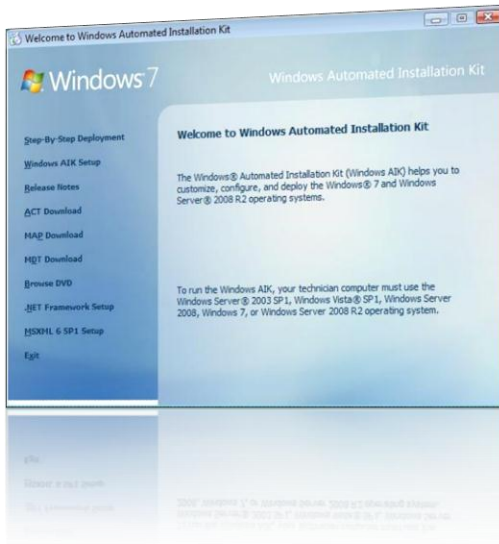 Welcome to Windows Automated Installation Kit
Windows 7
Windows Automated Installation Kit
Step-By-Step Deployment
Windows AIK Setup
Release Notes
ACT Download
MAP Download
MDT Download
Browse DVD
.NET Framework Setup
MSXML 6 SP1 Setup
Exit
Welcome to Windows Automated Installation Kit
The Windows® Automated Installation Kit (Windows AIK) helps you to
customize, configure, and deploy the Windows® 7 and Windows
Server® 2008 R2 operating systems.
To run the Windows AIK, your technician computer must use the
Windows Server® 2003 SP1, Windows Vista® SP1, Windows Server
2008, Windows 7, or Windows Server 2008 R2 operating system.